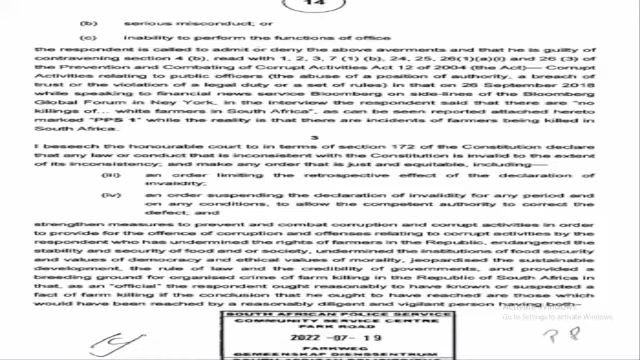 14
(b) serious misconduct; or
(c) inability to perform the functions of office
the respondent is called to admit or deny the above averments and that he is guilty of
contravening section 4 (b), read with 1, 2, 3, 7 (1) (b), 24, 25, 26(1)(a)(i) and 26 (3) of
the Prevention and Combating of Corrupt Activities Act 12 of 2004 (the Act)— Corrupt
Activities relating to public officers (the abuse of a position of authority, a breach of
trust or the violation of a legal duty or a set of rules) in that on 26 September 2018
while speaking to financial news service Bloomberg on side-lines of the Bloomberg
Global Forum in Ney York. In the interview the respondent said that there are "no
killings of... white farmers in South Africa", as can be seen reported attached hereto
marked "PPS 1" while the reality is that there are incidents of farmers being killed in
South Africa.
3
I beseech the honourable court to in terms of section 172 of the Constitution declare
that any law or conduct that is inconsistent with the Constitution is invalid to the extent
of its inconsistency; and make any order that is just and equitable, including—
(iii) an order limiting the retrospective effect of the declaration of
invalidity;
(iv) an order suspending the declaration of invalidity for any period and
on any conditions, to allow the competent authority to correct the
defect, and
strengthen measures to prevent and combat corruption and corrupt activities in order
to provide for the offence of corruption and offenses relating to corrupt activities by the
respondent who has undermined the rights of farmers in the Republic, endangered the
stability and security of food and or society, undermined the institutions of food security
and values of democracy and ethical values of morality, jeopardised the sustainable
development, the rule of law and the credibility of governments, and provided a
breeding ground for organised crime of farm killing in the Republic of South Africa in
that, as an "official" the respondent ought reasonably to have known or suspected a
fact of farm killing if the conclusion that he ought to have reached are those which
would have been reached by a reasonably diligent and vigilant person having both-
Activate Windows
Go to Settings to activate Windows.
SOUTH AFRICAN POLICE SERVICE
COMMUNITY SERVICE CENTRE
PARK ROAD
2022-07-19
PARKWEG
GEMEENSKAP DIENSSENTRUM